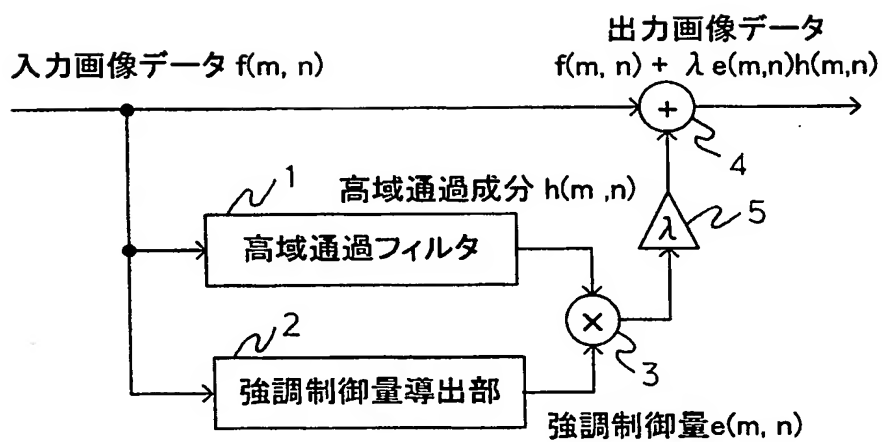 出力画像データ
入力画像データ f(m, n)
f(m, n) + λ e(m,n)h(m,n)
+
4
1
高域通過成分 h(m ,n)
λ
5
高域通過フィルタ
×
3
2
強調制御量導出部
強調制御量e(m, n)